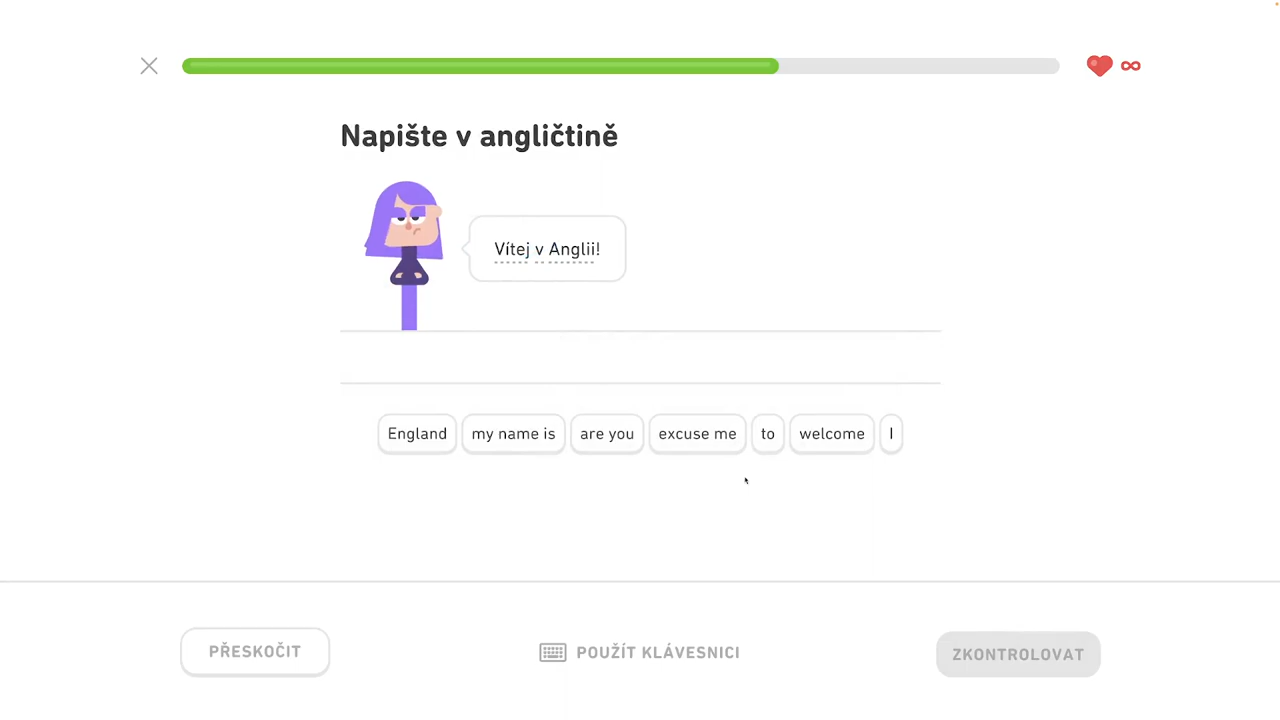 Napište v angličtině
Vítej v Anglii!
England my name is are you excuse me to welcome I
PŘESKOČIT POUŽÍT KLÁVESNICI ZKONTROLOVAT